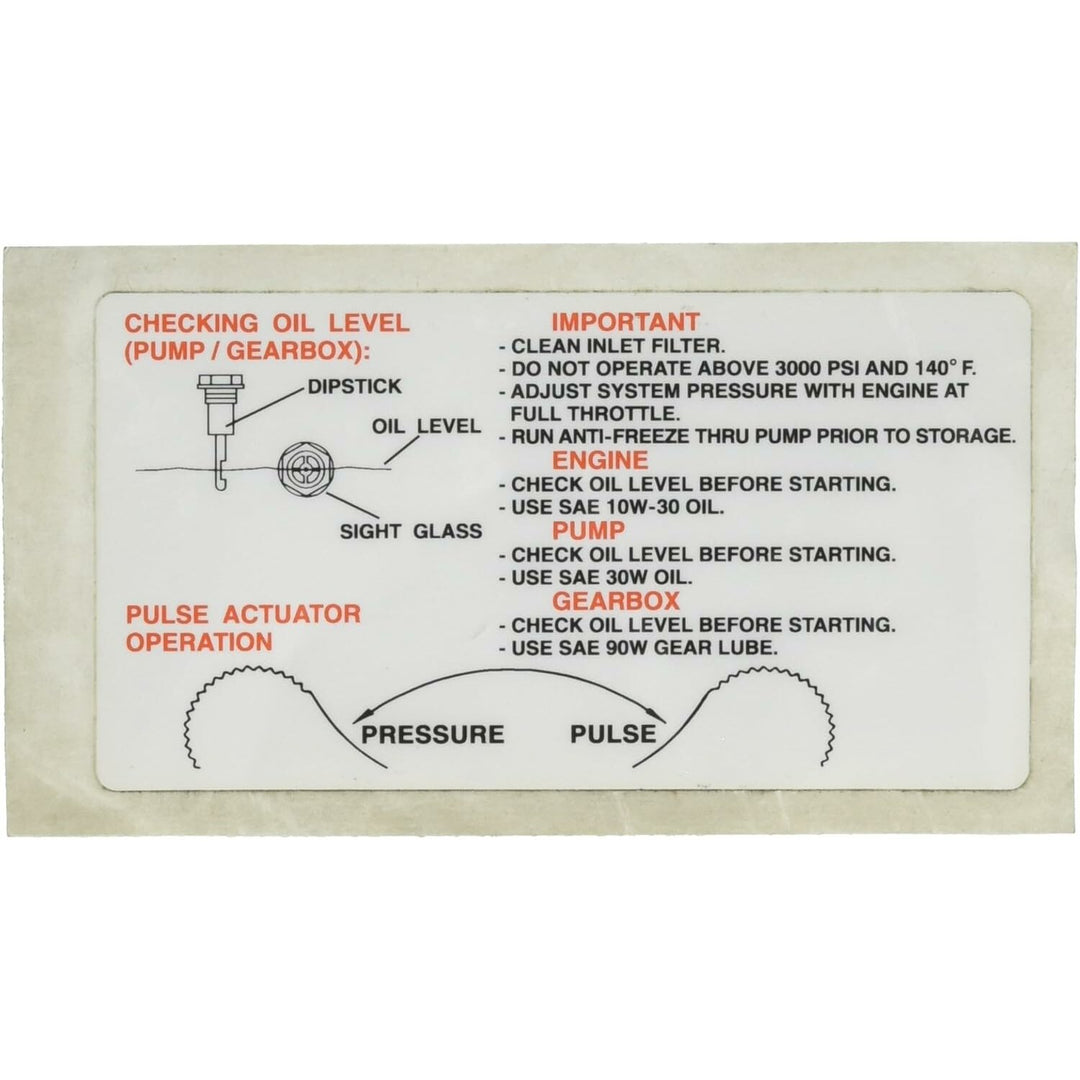 CHECKING OIL LEVEL
(PUMP / GEARBOX):
DIPSTICK
OIL LEVEL
SIGHT GLASS
PULSE ACTUATOR
OPERATION
PRESSURE
PULSE
IMPORTANT
- CLEAN INLET FILTER.
- DO NOT OPERATE ABOVE 3000 PSI AND 140° F.
- ADJUST SYSTEM PRESSURE WITH ENGINE AT
FULL THROTTLE.
- RUN ANTI-FREEZE THRU PUMP PRIOR TO STORAGE.
ENGINE
- CHECK OIL LEVEL BEFORE STARTING.
- USE SAE 10W-30 OIL.
PUMP
- CHECK OIL LEVEL BEFORE STARTING.
- USE SAE 30W OIL.
GEARBOX
- CHECK OIL LEVEL BEFORE STARTING.
- USE SAE 90W GEAR LUBE.